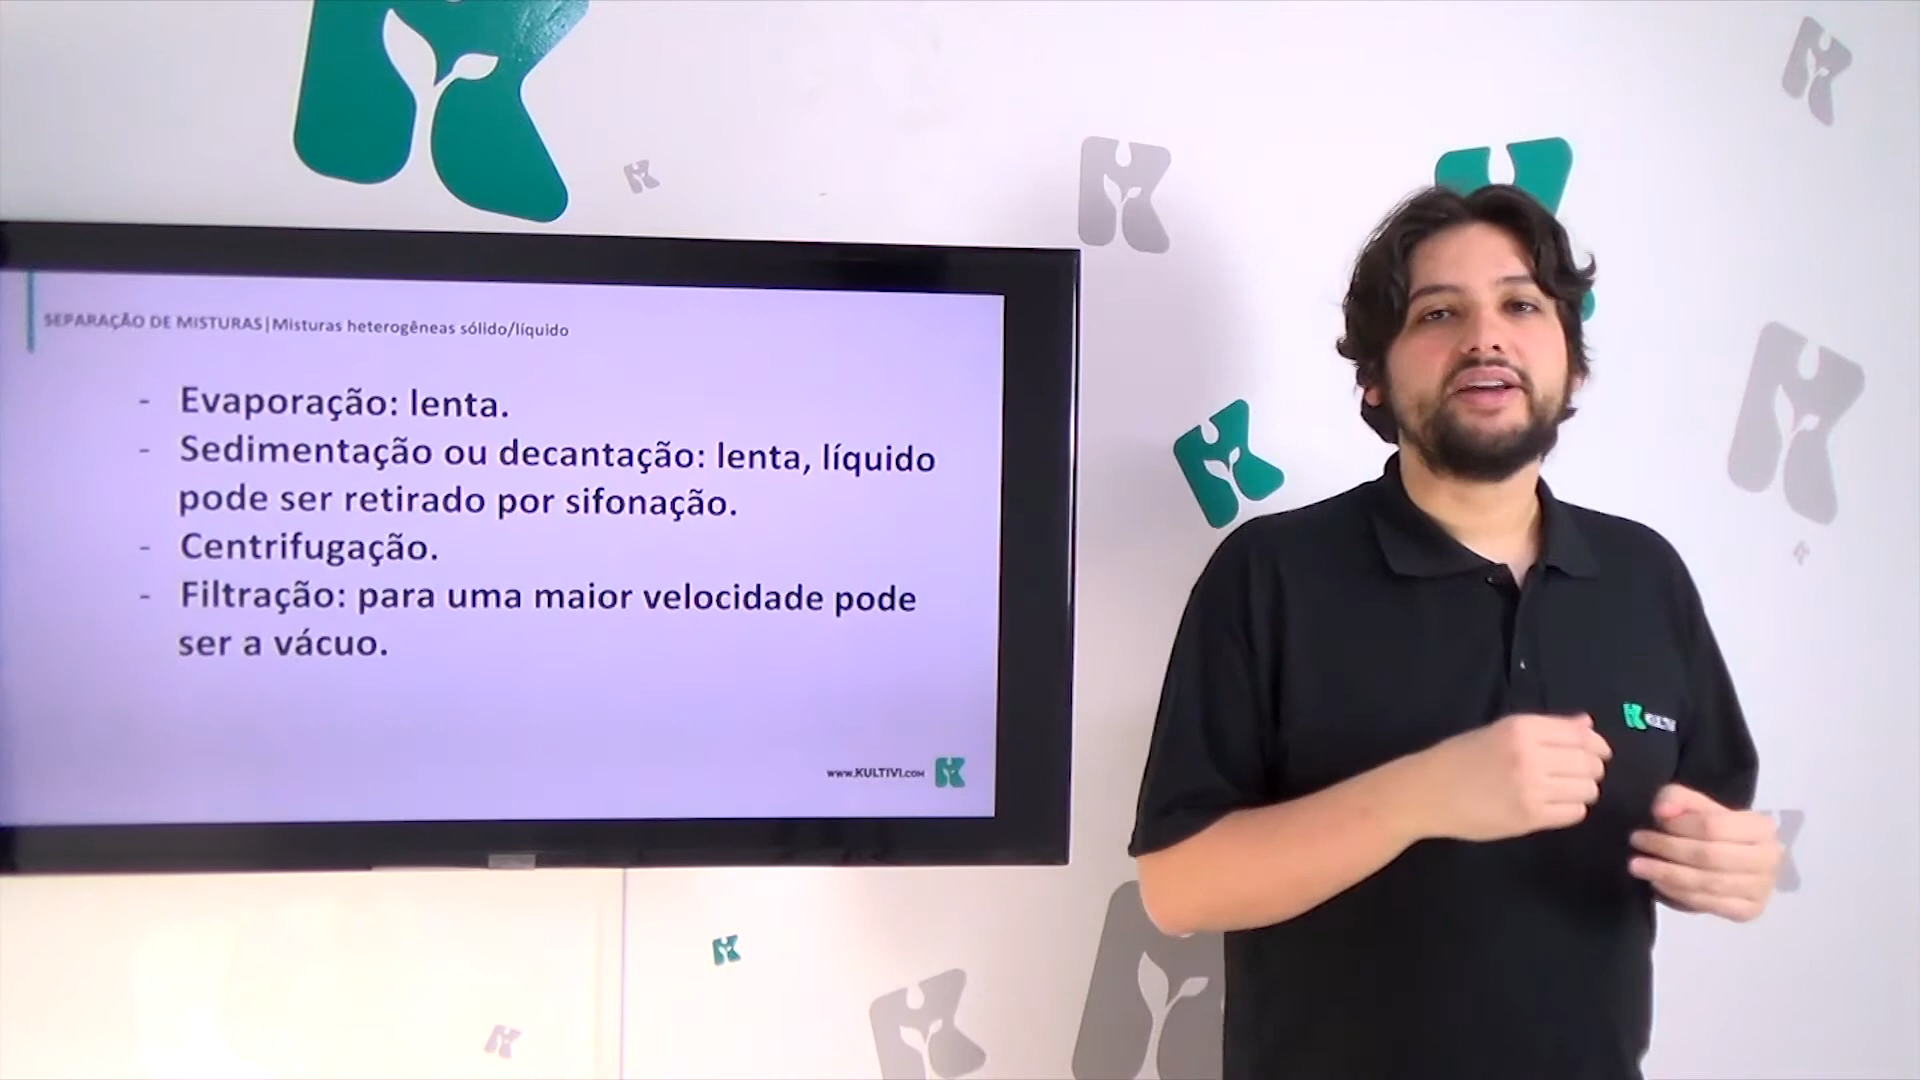 SEPARAÇÃO DE MISTURAS|Misturas heterogêneas sólido/líquido
- Evaporação: lenta.
- Sedimentação ou decantação: lenta, líquido
pode ser retirado por sifonação.
- Centrifugação.
- Filtração: para uma maior velocidade pode
ser a vácuo.
www.KULTIVI.COM
KULTIVI